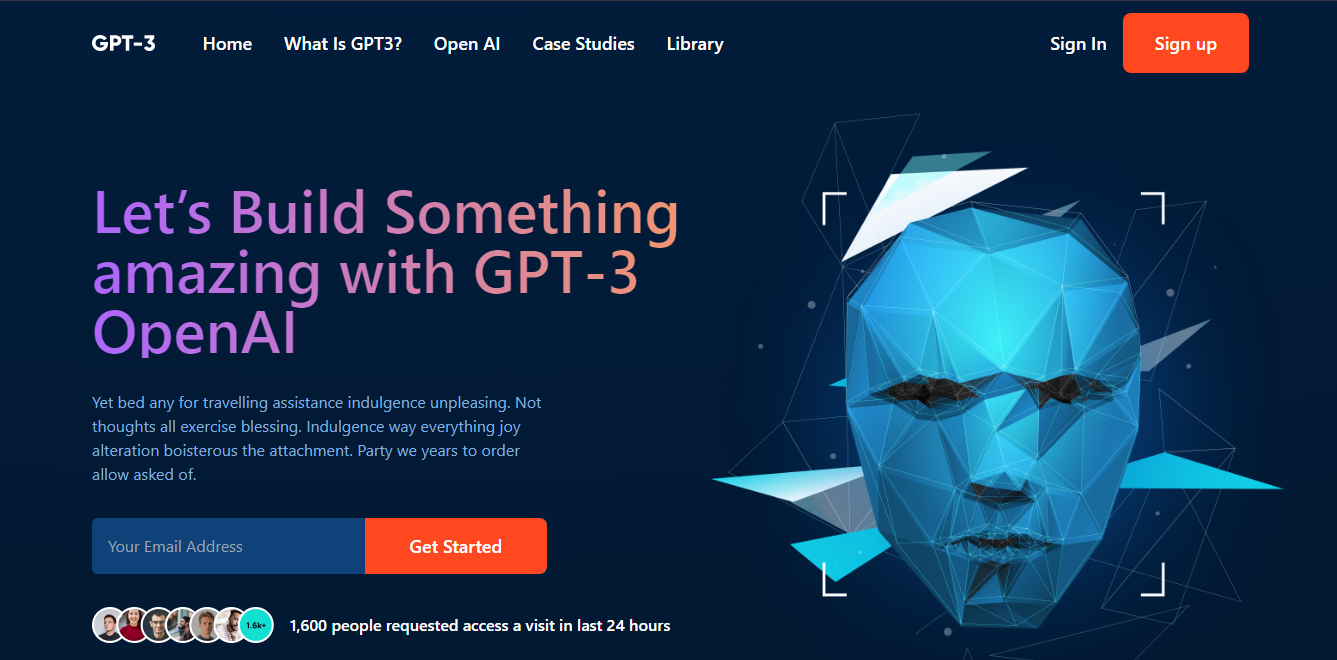 GPT-3
Home
What Is GPT3?
Open AI
Case Studies
Library
Sign In
Sign up
Let’s Build Something
amazing with GPT-3
OpenAI
Yet bed any for travelling assistance indulgence unpleasing. Not
thoughts all exercise blessing. Indulgence way everything joy
alteration boisterous the attachment. Party we years to order
allow asked of.
Your Email Address
Get Started
1.6k+
1,600 people requested access a visit in last 24 hours